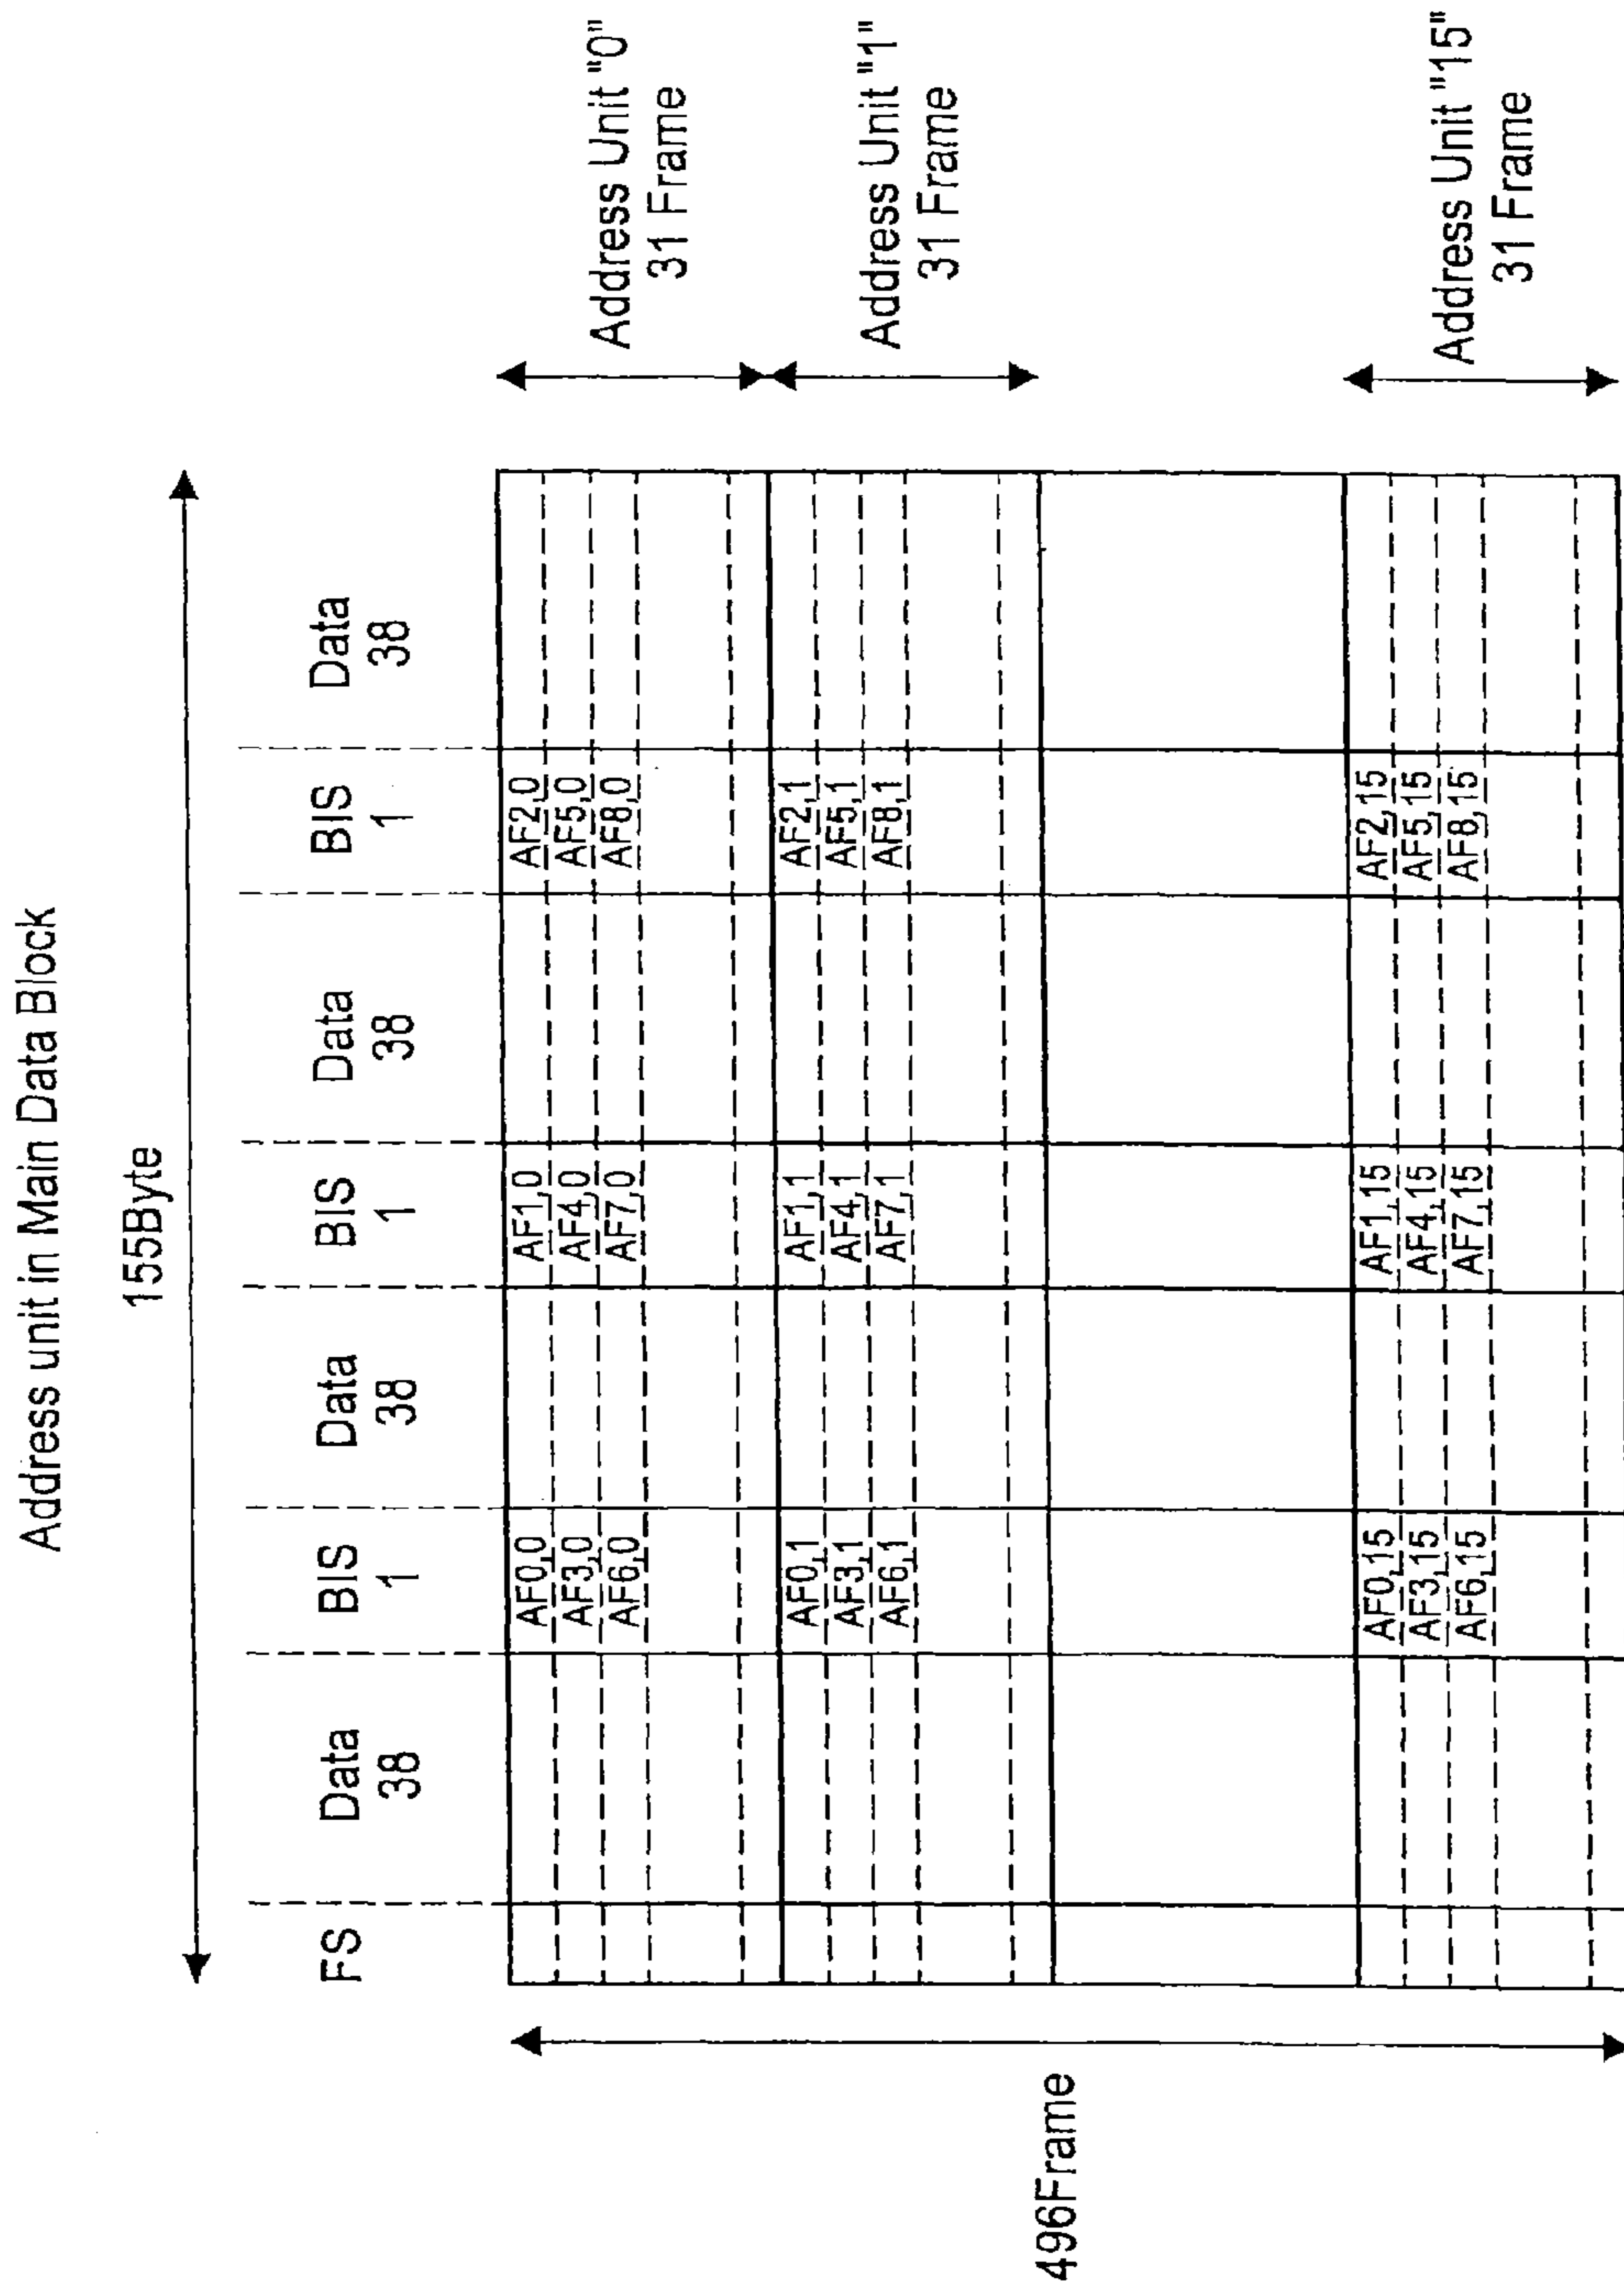 Address unit in Main Data Block
155Byte
FS
Data
38
BIS
1
Data
38
BIS
1
Data
38
BIS
1
Data
38
496Frame
AF0,0
AF1,0
AF2,0
AF3,0
AF4,0
AF5,0
AF6,0
AF7,0
AF8,0
Address Unit "0"
31 Frame
AF0,1
AF1,1
AF2,1
AF3,1
AF4,1
AF5,1
AF6,1
AF7,1
AF8,1
Address Unit "1"
31 Frame
AF0,15
AF1,15
AF2,15
AF3,15
AF4,15
AF5,15
AF6,15
AF7,15
AF8,15
Address Unit "15"
31 Frame